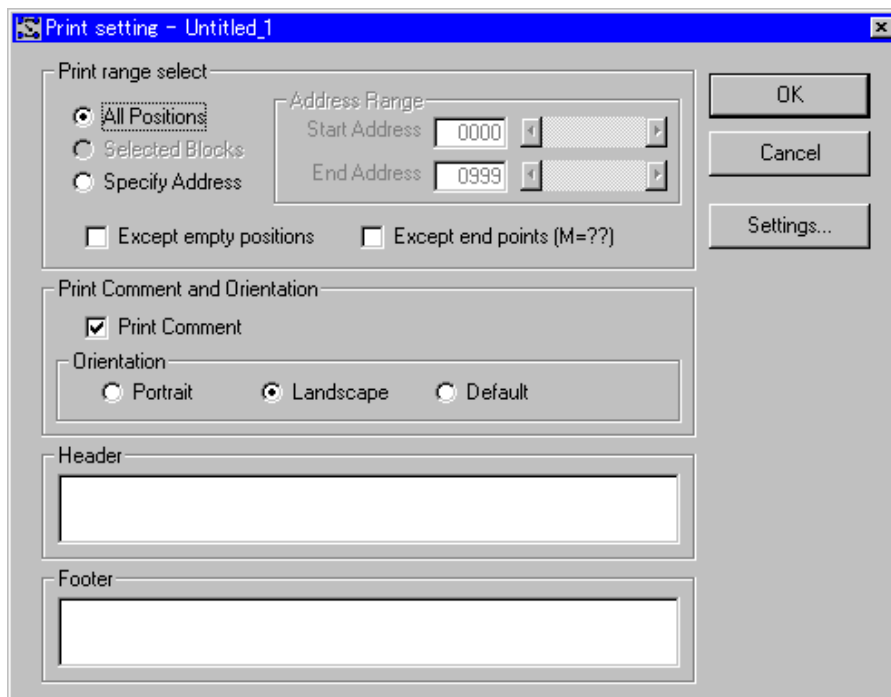 Print setting - Untitled_1
Print range select
All Positions
Selected Blocks
Specify Address
Address Range
Start Address 0000
End Address 0999
Except empty positions Except end points (M=??)
OK
Cancel
Settings...
Print Comment and Orientation
Print Comment
Orientation
Portrait Landscape Default
Header
Footer